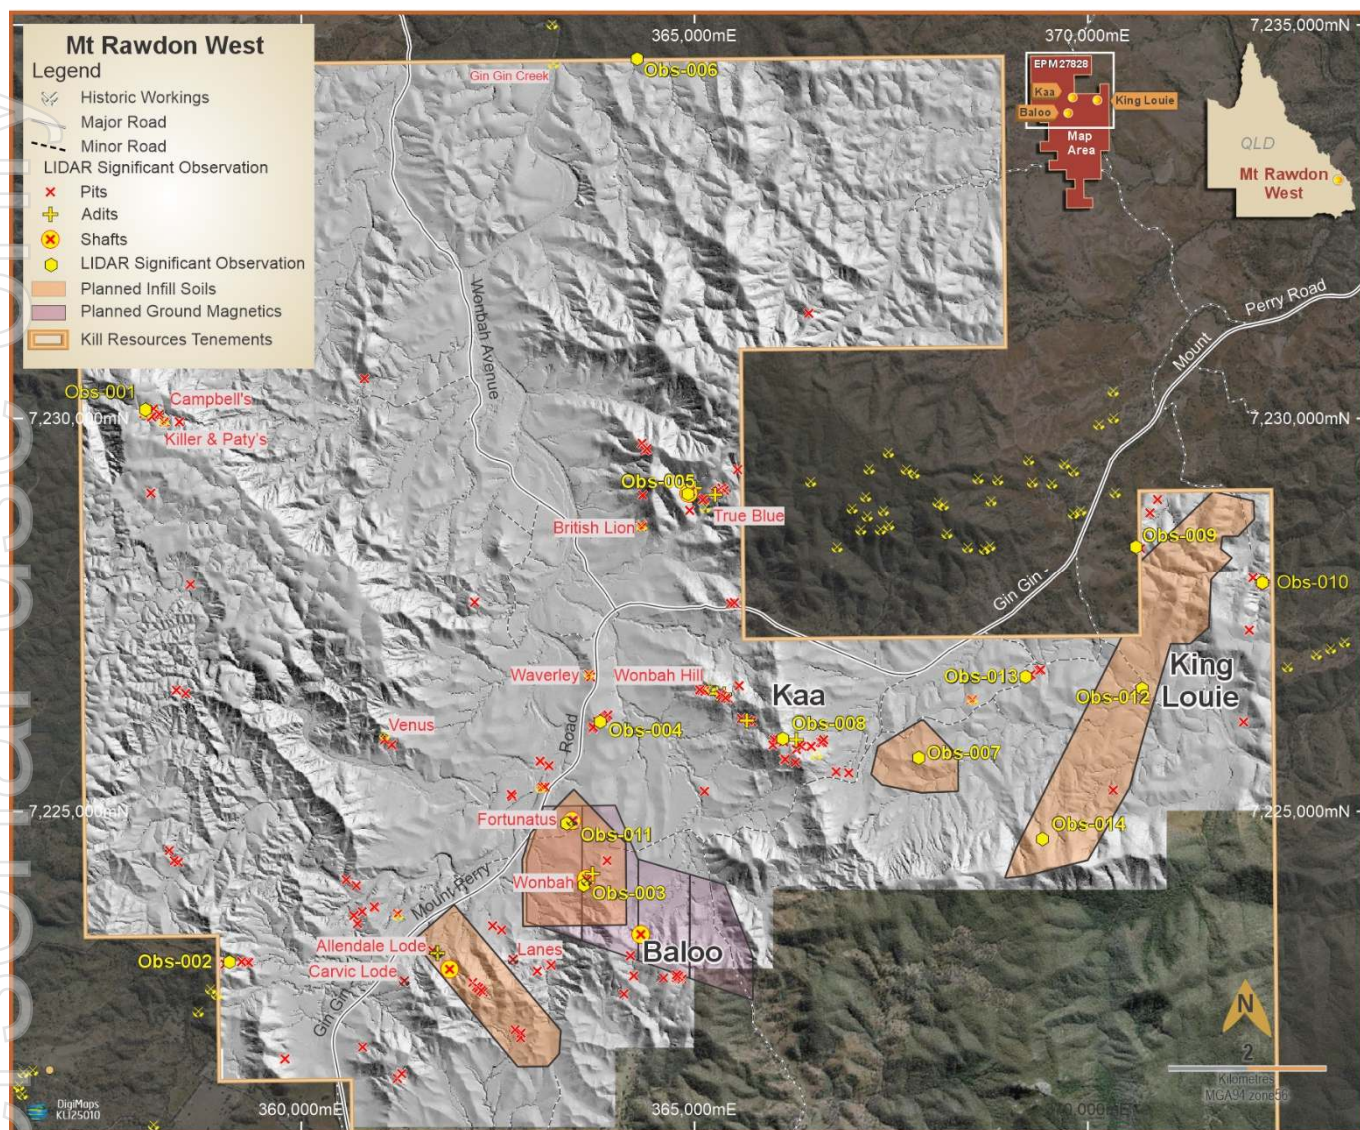 Mt Rawdon West
Legend
Historic Workings
Major Road
Minor Road
LIDAR Significant Observation
Pits
Adits
Shafts
LIDAR Significant Observation
Planned Infill Soils
Planned Ground Magnetics
Kill Resources Tenements
365,000mE
370,000mE
7,235,000mN
Gin Gin Creek
Obs-006
EPM27828
Kaa
King Louie
Baloo
Map
Area
QLD
Mt Rawdon
West
Wonbah Avenue
Mount
Perry Road
Obs-001
Campbell's
7,230,000mN
7,230,000mN
Killer & Paty's
Obs-005
True Blue
British Lion
Obs-009
Gin Gin -
Obs-010
Waverley
Wonbah Hill
Obs-013
King
Louie
Kaa
Obs-012
Venus
Road
Obs-004
Obs-008
Obs-007
7,225,000mN
7,225,000mN
Fortunatus
Obs-011
Obs-014
Mount Perry
Wonbah
Obs-003
Allendale Lode
Lanes
Baloo
Obs-002
Carvic Lode
Gin Gin
N
2
Kilometres
MGA94 zone56
DigiMaps
KLI25010
360,000mE
365,000mE
370,000mE